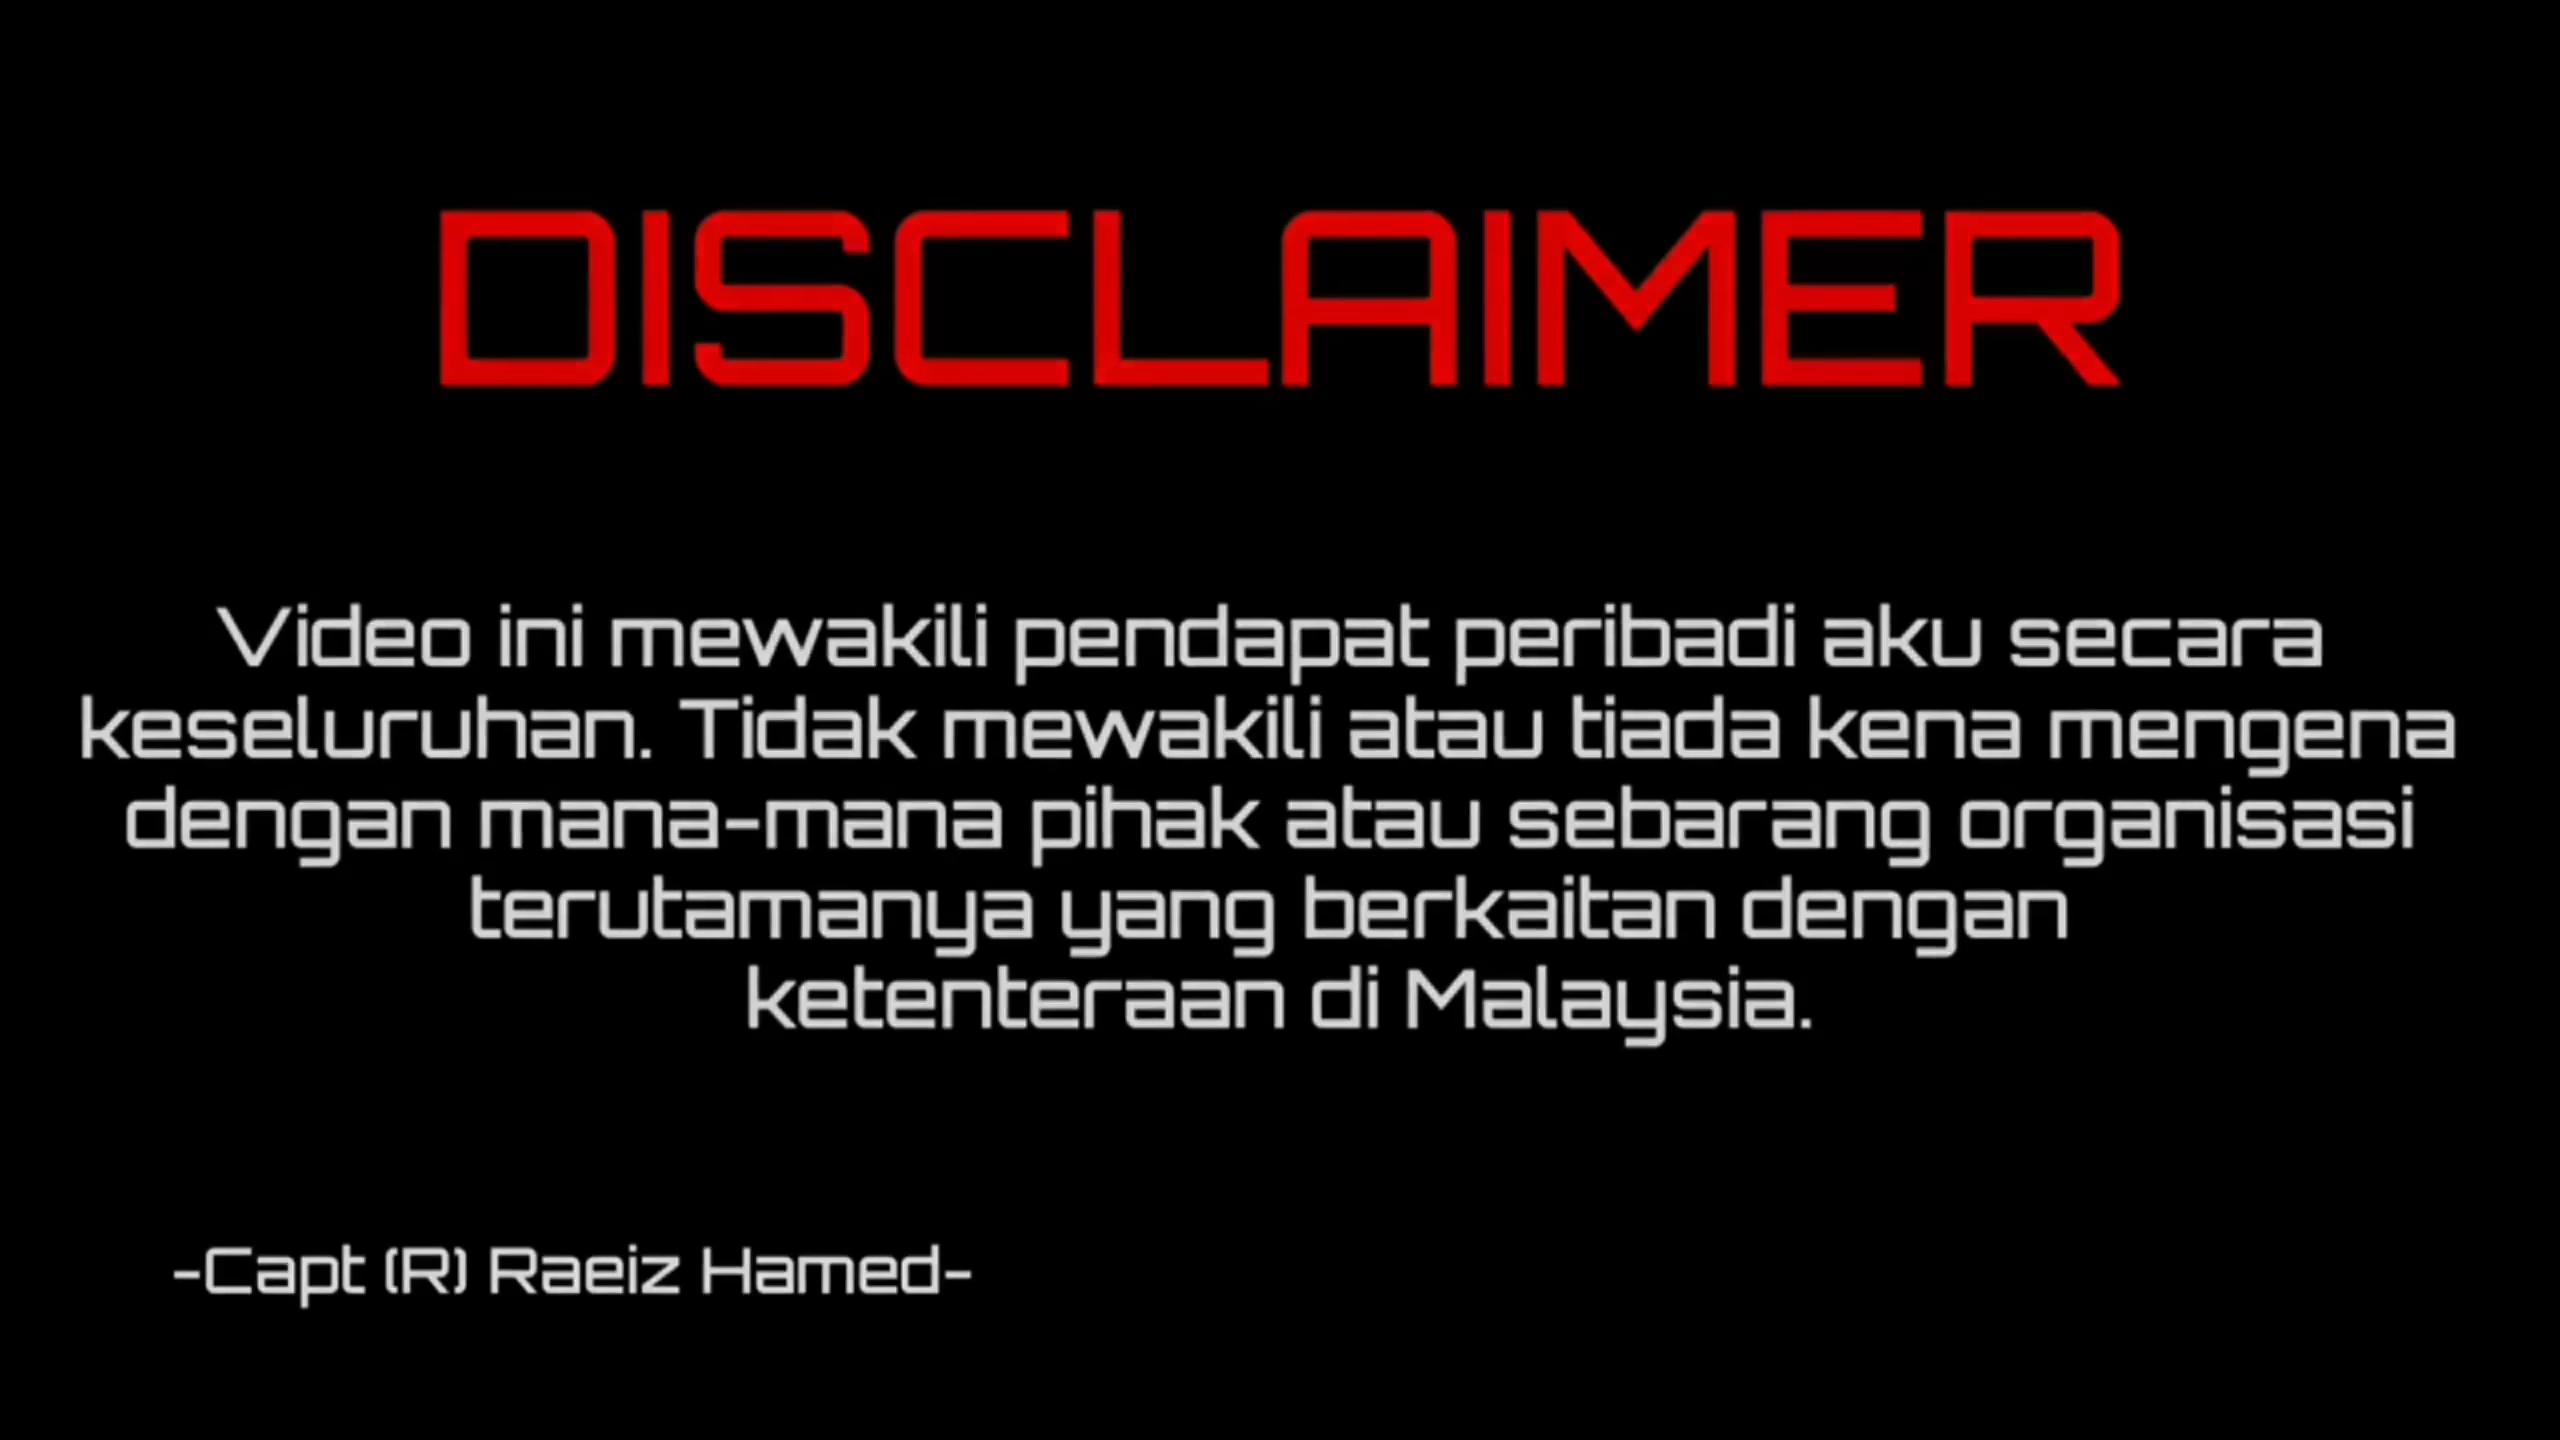 DISCLAIMER
Video ini mewakili pendapat peribadi aku secara
keseluruhan. Tidak mewakili atau tiada kena mengena
dengan mana-mana pihak atau sebarang organisasi
terutamanya yang berkaitan dengan
ketenteraan di Malaysia.
-Capt (R) Raeiz Hamed-